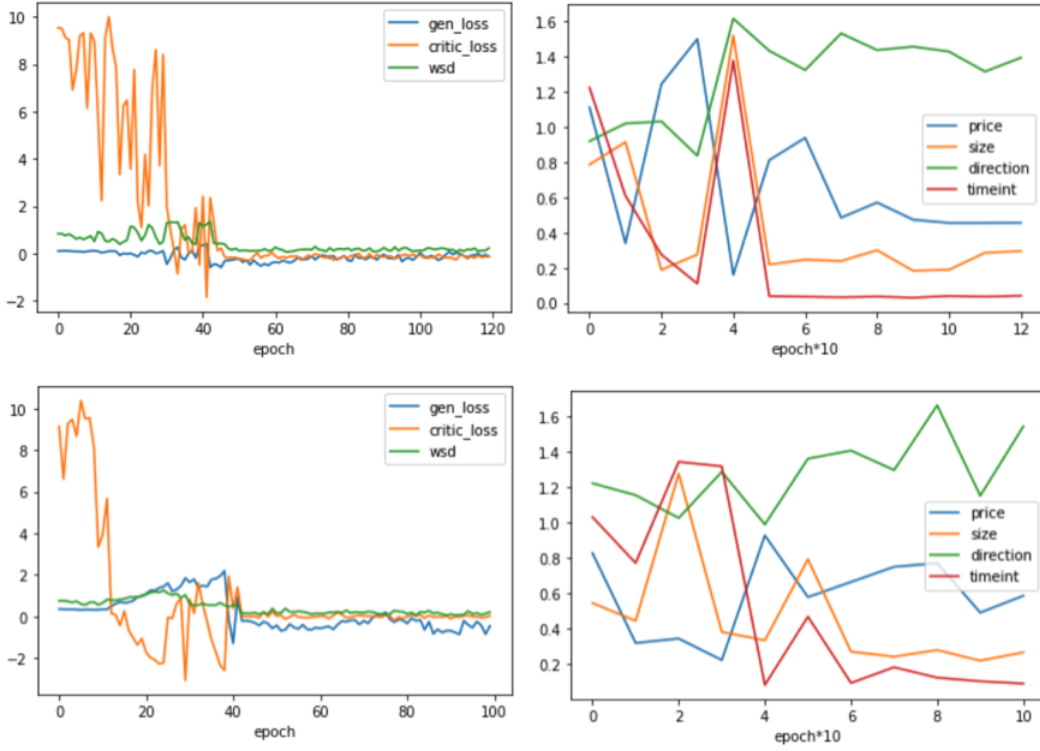 10
8
6
4
2
0
−2
gen_loss
critic_loss
wsd
0 20 40 60 80 100 120
epoch
1.6
1.4
1.2
1.0
0.8
0.6
0.4
0.2
0.0
price
size
direction
timeint
0 2 4 6 8 10 12
epoch*10
10
8
6
4
2
0
−2
gen_loss
critic_loss
wsd
0 20 40 60 80 100
epoch
1.6
1.4
1.2
1.0
0.8
0.6
0.4
0.2
price
size
direction
timeint
0 2 4 6 8 10
epoch*10